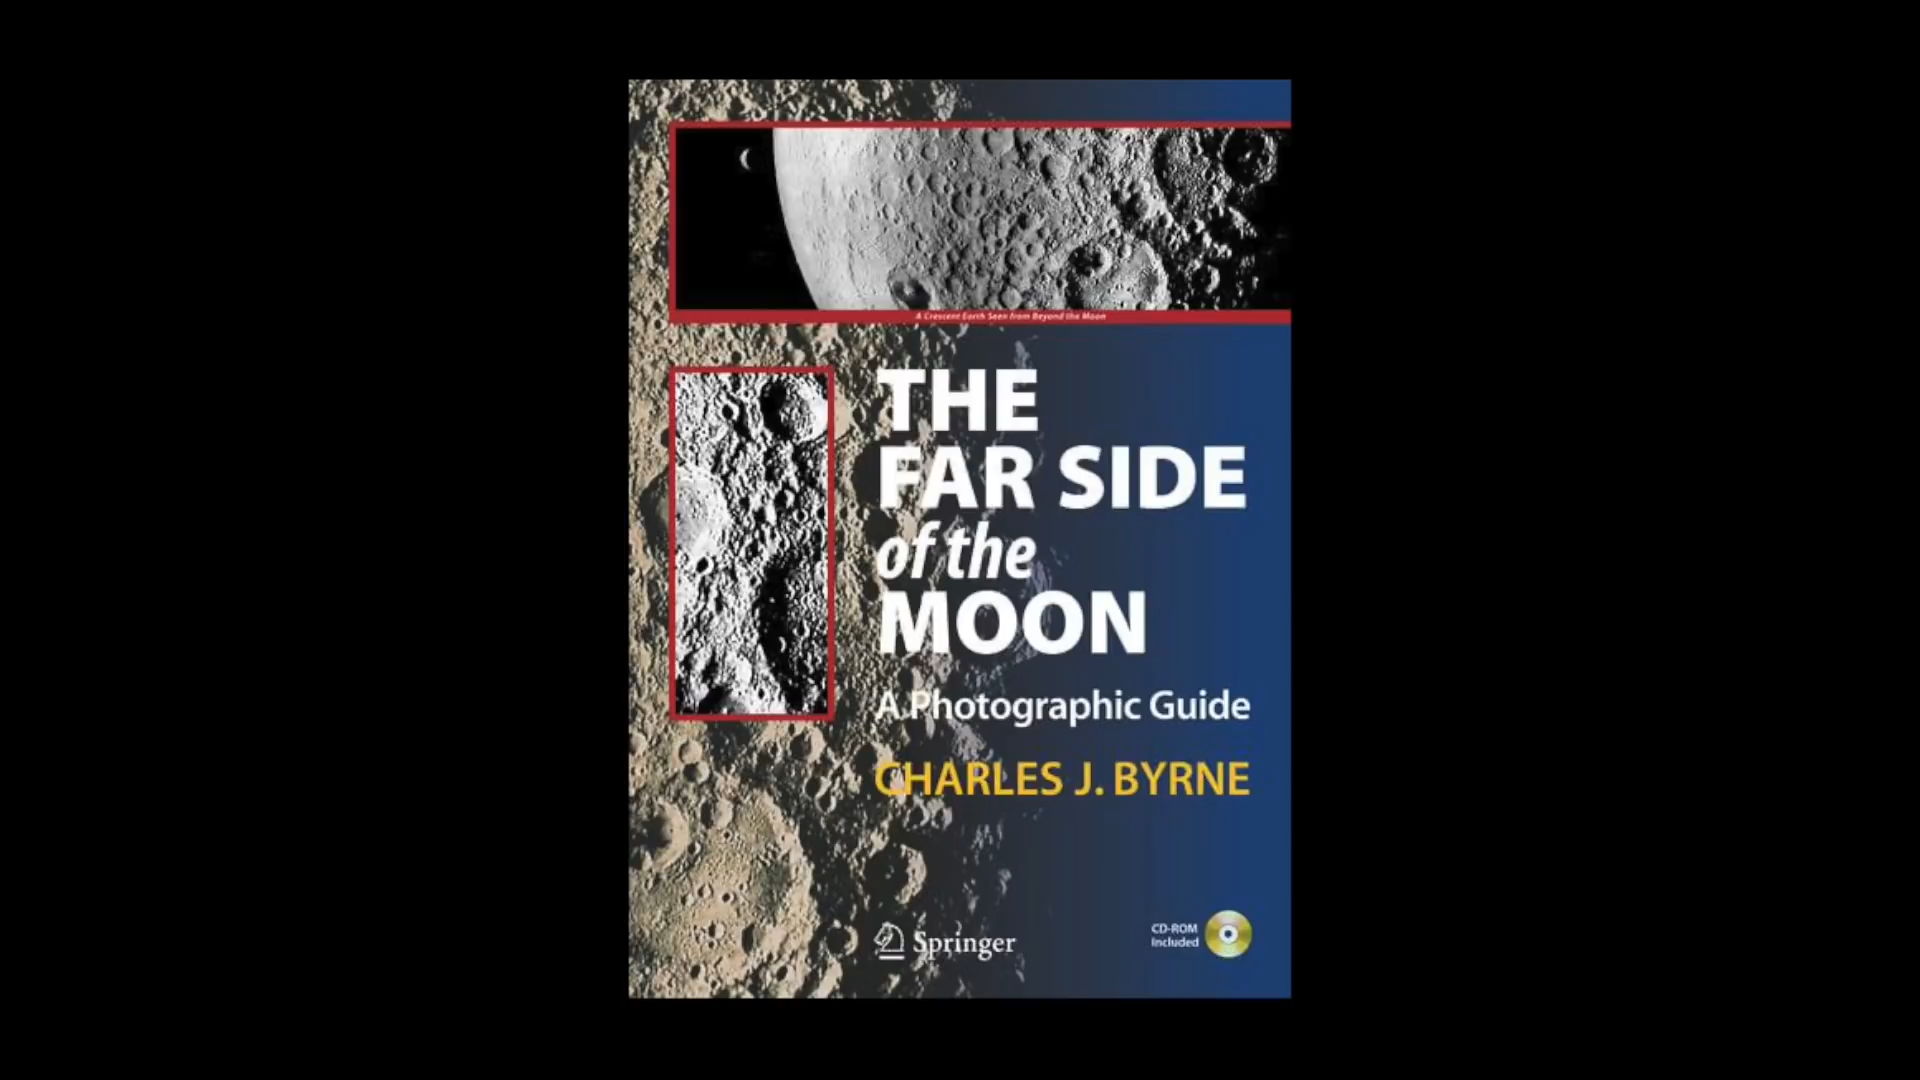 A Crescent Earth Seen from Beyond the Moon
THE
FAR SIDE
of the
MOON
A Photographic Guide
CHARLES J. BYRNE
Springer
CD-ROM
Included